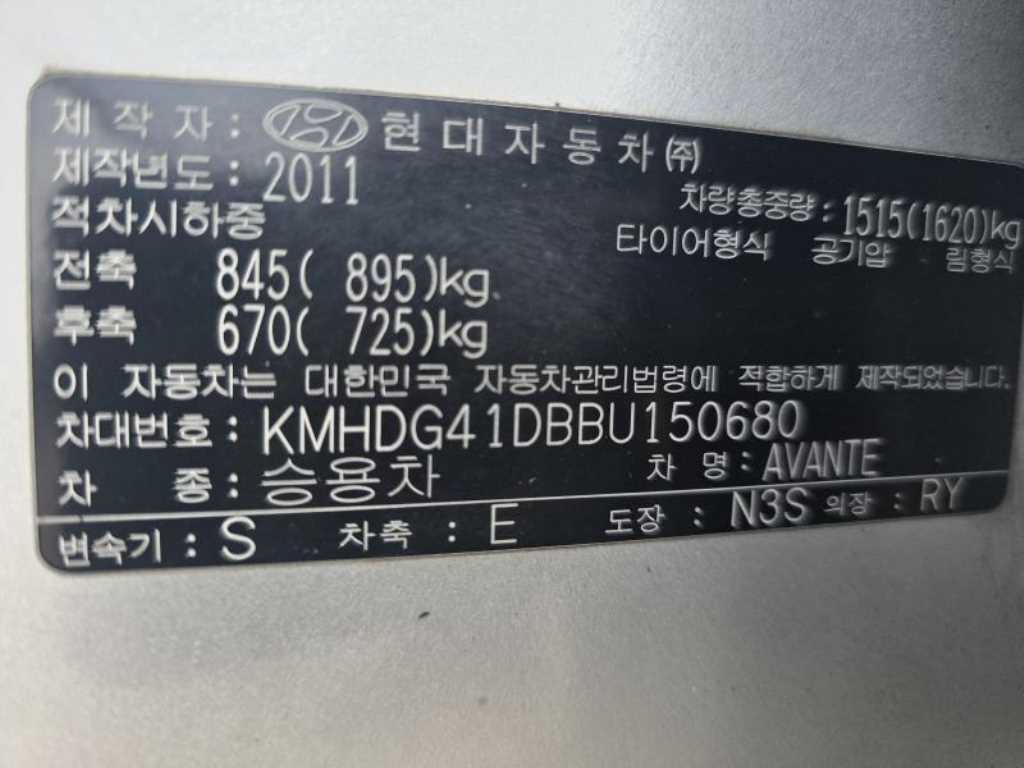 제 작 자 : 현 대 자 동 차 (주)
제작년도 : 2011
차량총중량 : 1515(1620)kg
적차시하중
타이어형식 공기압 림형식
전축 845( 895)kg.
후축 670( 725)kg
이 자동차는 대한민국 자동차관리법령에 적합하게 제작되었습니다.
차대번호 : KMHDG41DBBU150680
차 종 : 승용차 차 명 : AVANTE
변속기 : S 차축 : E 도장 : N3S 의장 : RY